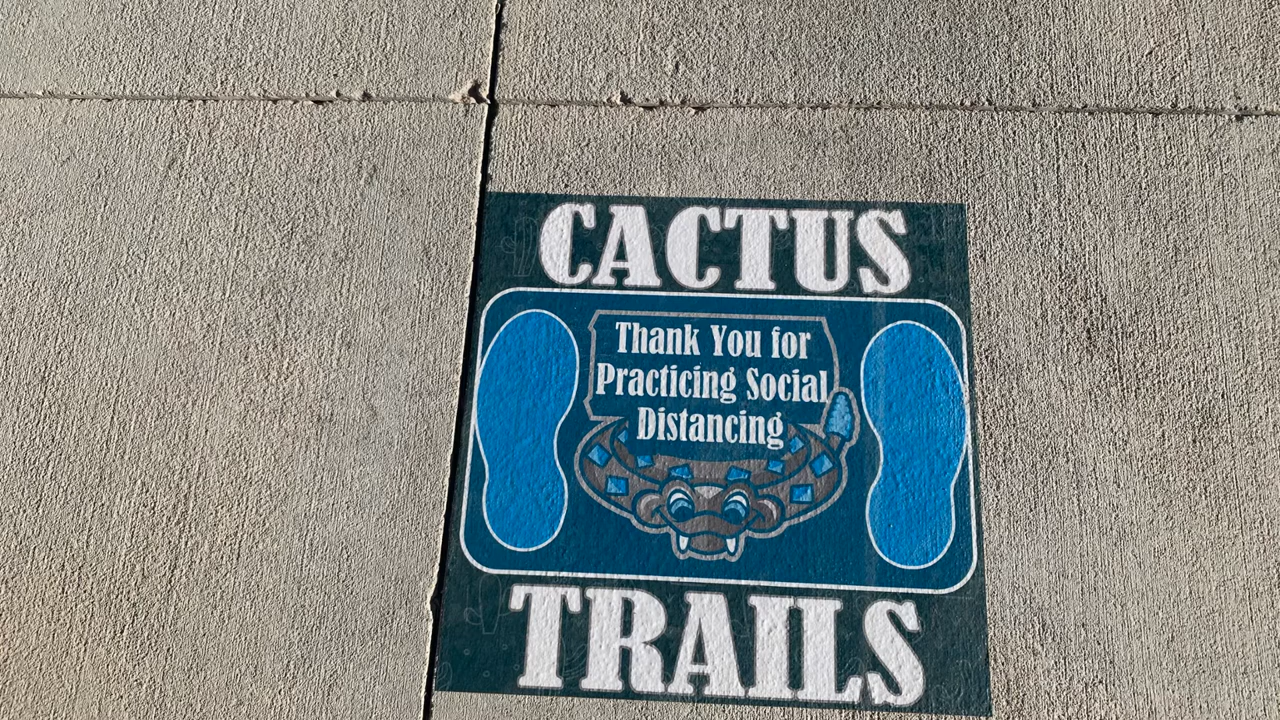 CACTUS
Thank You for
Practicing Social
Distancing
TRAILS